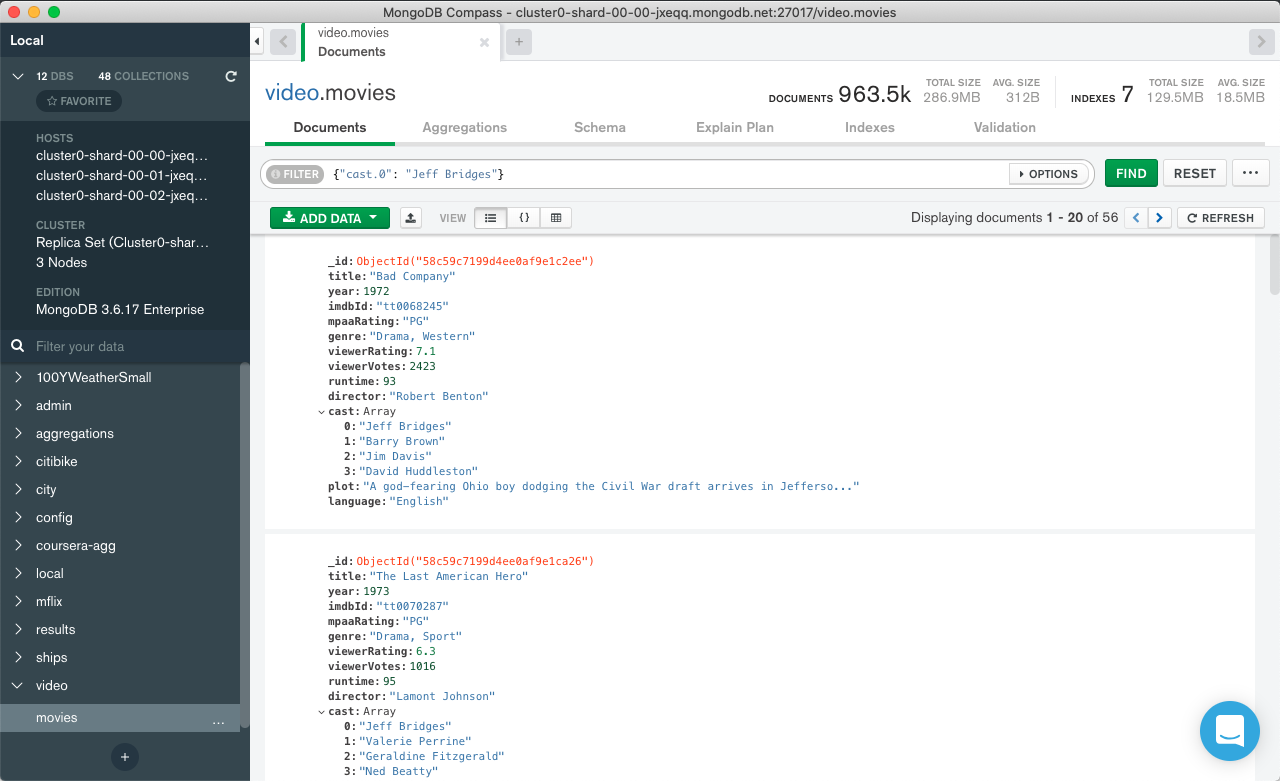 MongoDB Compass - cluster0-shard-00-00-jxeqq.mongodb.net:27017/video.movies
Local
12 DBS 48 COLLECTIONS
FAVORITE
HOSTS
cluster0-shard-00-00-jxeq...
cluster0-shard-00-01-jxeq...
cluster0-shard-00-02-jxeq...
CLUSTER
Replica Set (Cluster0-shar...
3 Nodes
EDITION
MongoDB 3.6.17 Enterprise
Filter your data
100YWeatherSmall
admin
aggregations
citibike
city
config
coursera-agg
local
mflix
results
ships
video
movies ...
+
video.movies
Documents
+
video.movies
DOCUMENTS 963.5k TOTAL SIZE 286.9MB AVG. SIZE 312B INDEXES 7 TOTAL SIZE 129.5MB AVG. SIZE 18.5MB
Documents Aggregations Schema Explain Plan Indexes Validation
FILTER {"cast.0": "Jeff Bridges"} OPTIONS FIND RESET ...
ADD DATA VIEW {} Displaying documents 1 - 20 of 56 < > REFRESH
_id:ObjectId("58c59c7199d4ee0af9e1c2ee")
title:"Bad Company"
year:1972
imdbId:"tt0068245"
mpaaRating:"PG"
genre:"Drama, Western"
viewerRating:7.1
viewerVotes:2423
runtime:93
director:"Robert Benton"
cast:Array
0:"Jeff Bridges"
1:"Barry Brown"
2:"Jim Davis"
3:"David Huddleston"
plot:"A god-fearing Ohio boy dodging the Civil War draft arrives in Jefferso..."
language:"English"
_id:ObjectId("58c59c7199d4ee0af9e1ca26")
title:"The Last American Hero"
year:1973
imdbId:"tt0070287"
mpaaRating:"PG"
genre:"Drama, Sport"
viewerRating:6.3
viewerVotes:1016
runtime:95
director:"Lamont Johnson"
cast:Array
0:"Jeff Bridges"
1:"Valerie Perrine"
2:"Geraldine Fitzgerald"
3:"Ned Beatty"